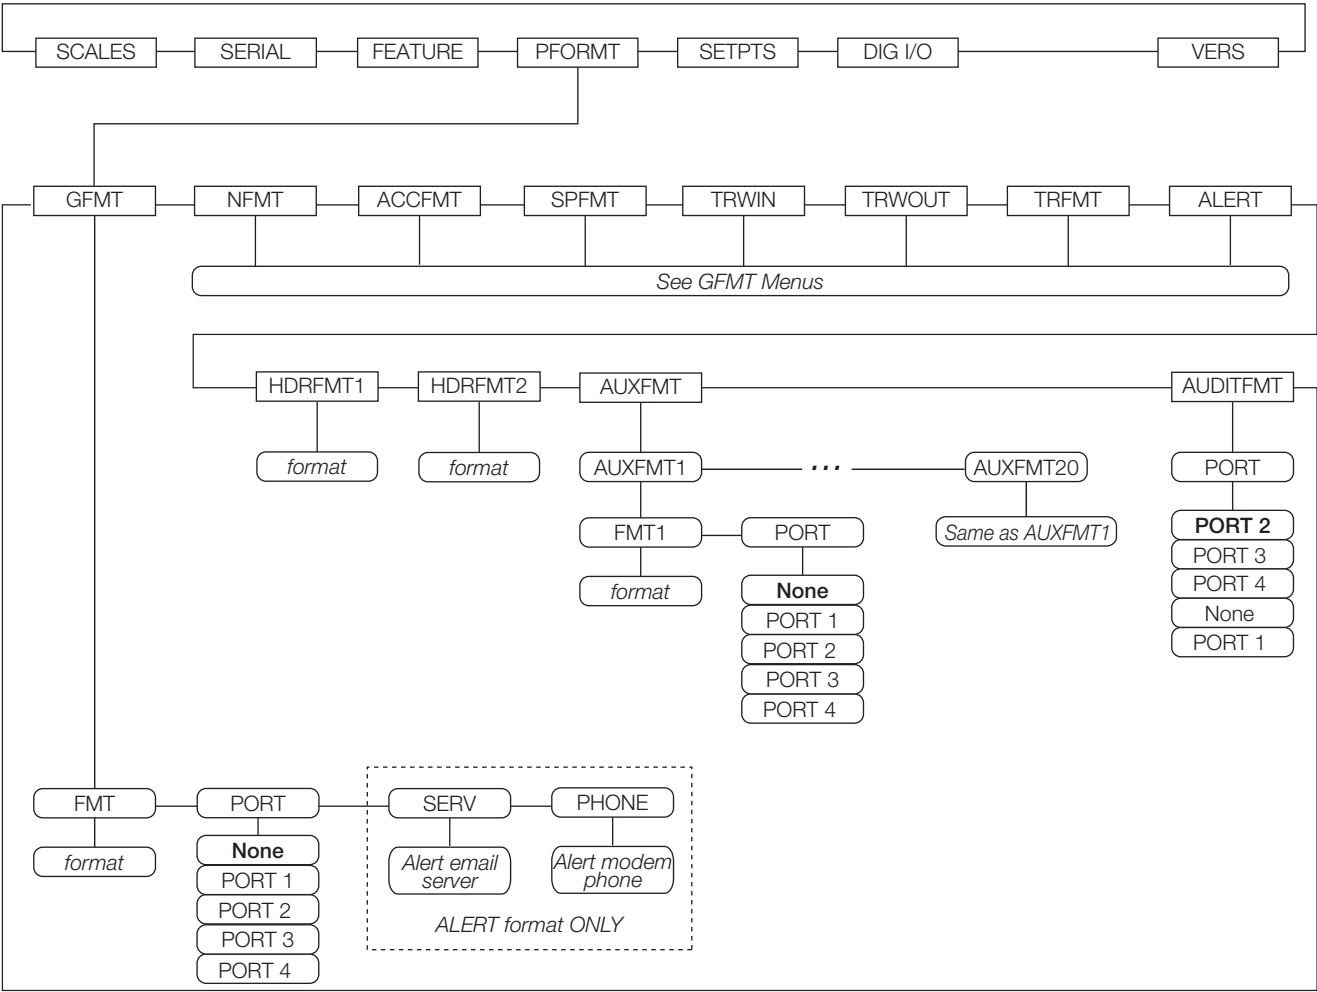 SCALES
SERIAL
FEATURE
PFORMT
SETPTS
DIG I/O
VERS
GFMT
NFMT
ACCFMT
SPFMT
TRWIN
TRWOUT
TRFMT
ALERT
See GFMT Menus
HDRFMT1
HDRFMT2
AUXFMT
AUDITFMT
format
format
AUXFMT1
...
AUXFMT20
PORT
FMT1
PORT
Same as AUXFMT1
PORT 2
PORT 3
PORT 4
None
PORT 1
format
None
PORT 1
PORT 2
PORT 3
PORT 4
FMT
PORT
SERV
PHONE
format
None
PORT 1
PORT 2
PORT 3
PORT 4
Alert email
server
Alert modem
phone
ALERT format ONLY